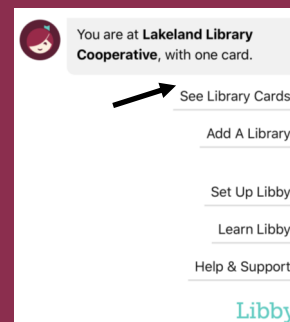 You are at Lakeland Library
Cooperative, with one card.
See Library Cards
Add A Library
Set Up Libby
Learn Libby
Help & Support
Libby